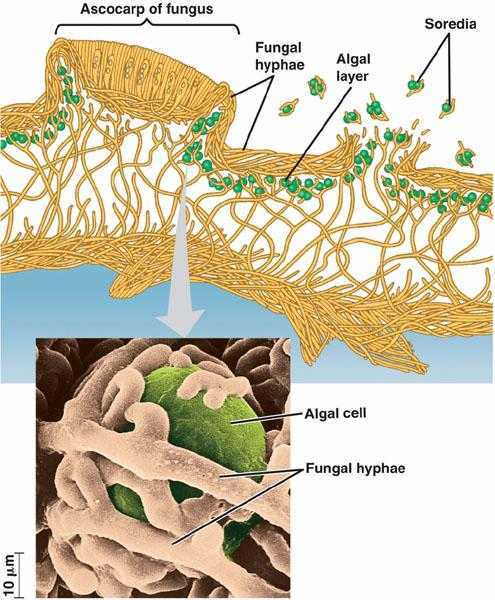 Ascocarp of fungus
Soredia
Fungal
hyphae
Algal
layer
Algal cell
Fungal hyphae
10 μm